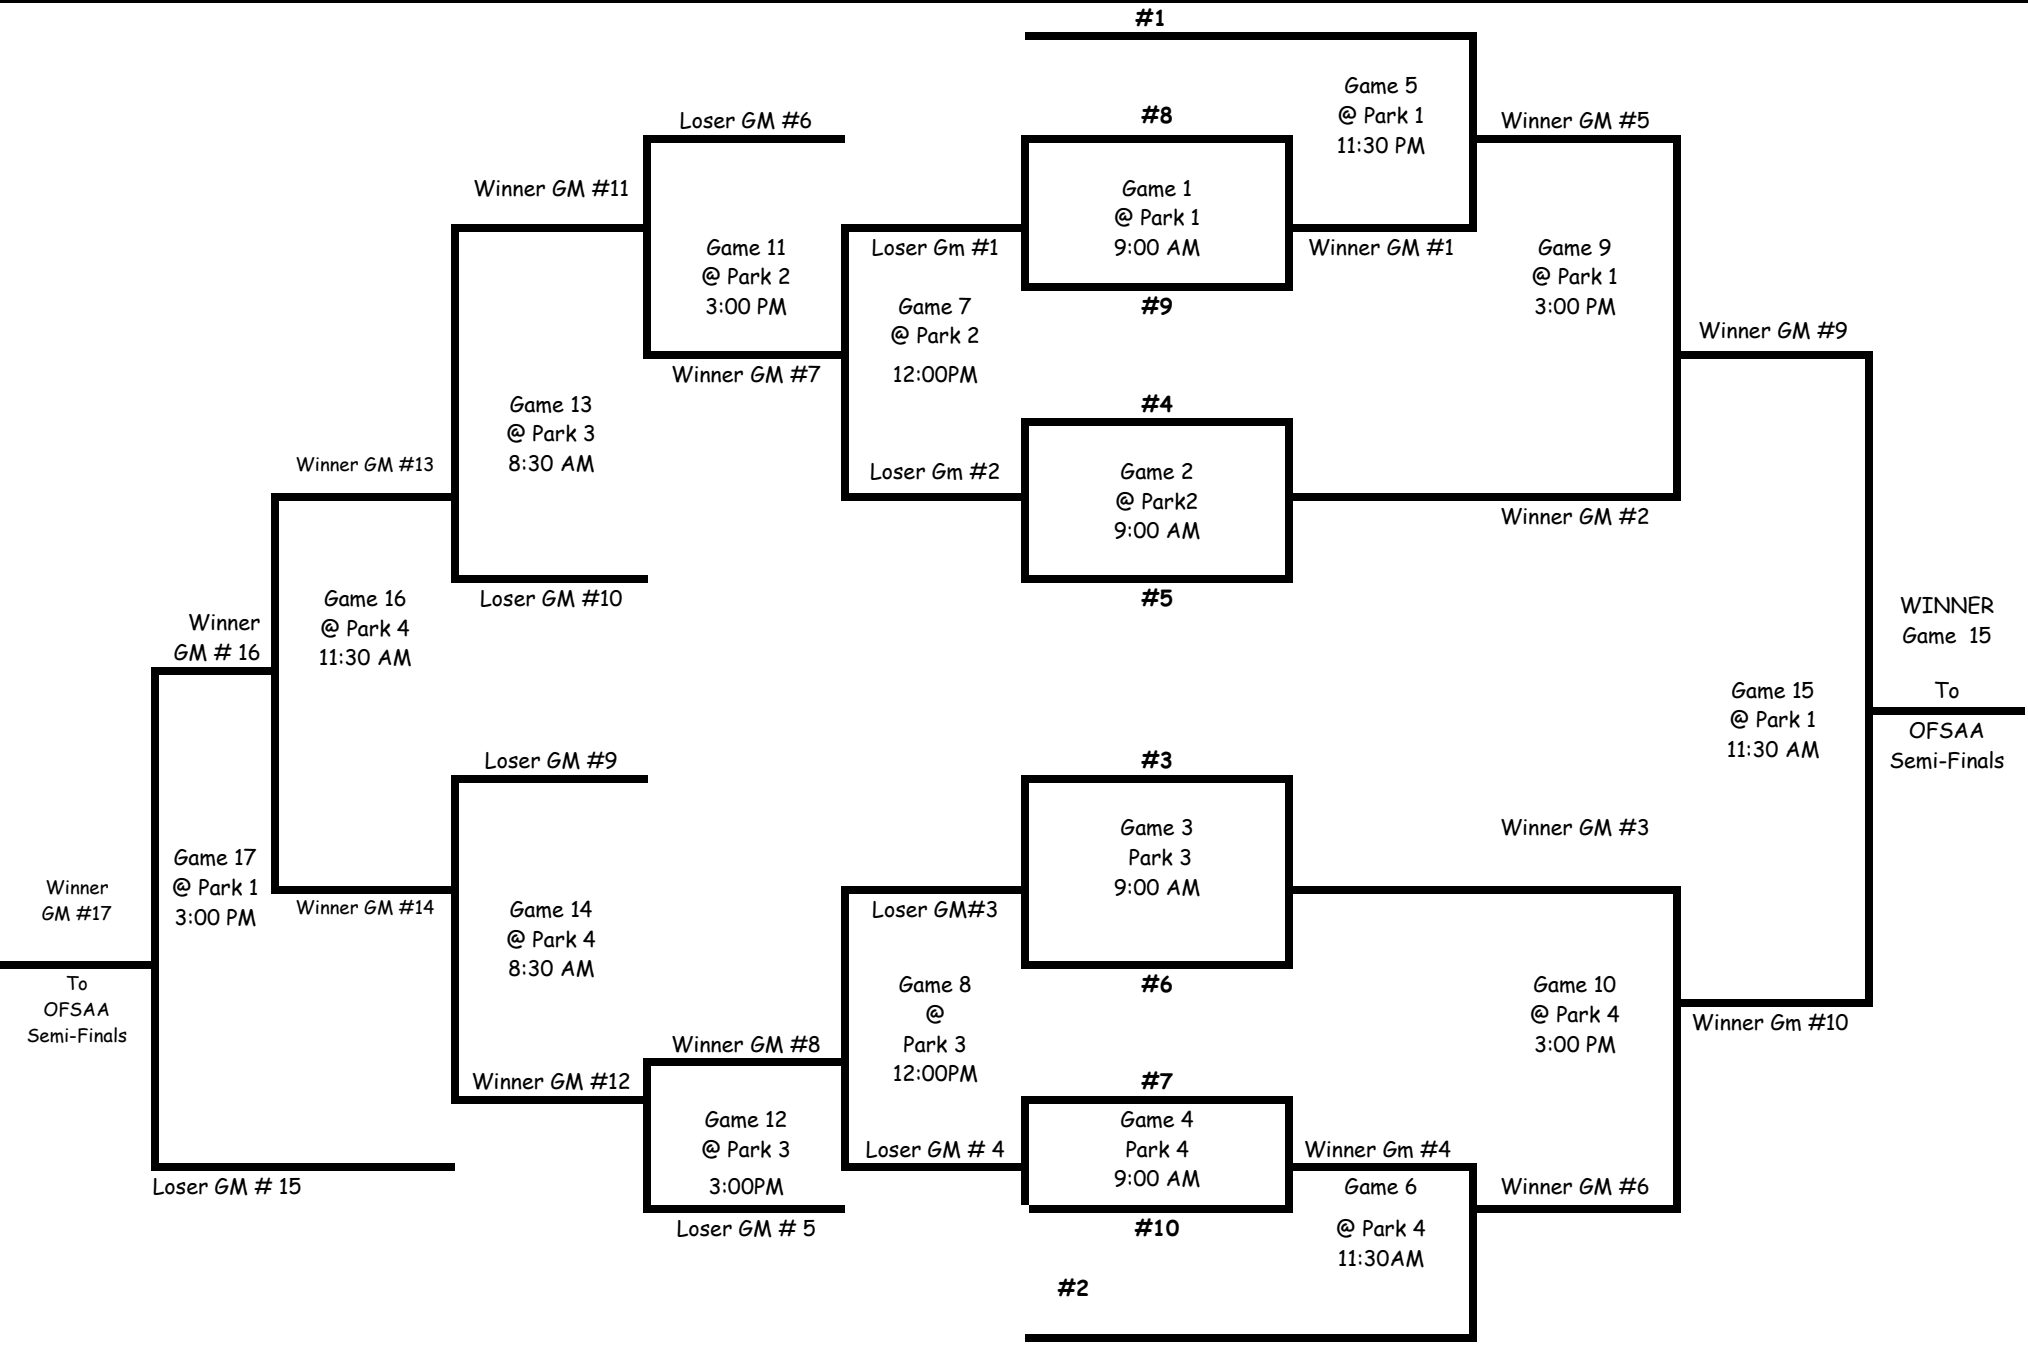 #1
Game 5
@ Park 1
11:30 PM
#8
Loser GM #6
Winner GM #5
Winner GM #11
Game 1
@ Park 1
9:00 AM
Game 11
@ Park 2
3:00 PM
Loser Gm #1
Winner GM #1
Game 9
@ Park 1
3:00 PM
#9
Game 7
@ Park 2
12:00PM
Winner GM #9
Winner GM #7
Game 13
@ Park 3
8:30 AM
#4
Winner GM #13
Loser Gm #2
Game 2
@ Park2
9:00 AM
Winner GM #2
Loser GM #10
#5
Game 16
@ Park 4
11:30 AM
Winner
GM # 16
WINNER
Game 15
To
OFSAA
Semi-Finals
Game 15
@ Park 1
11:30 AM
Loser GM #9
#3
Game 3
Park 3
9:00 AM
Winner GM #3
Game 17
@ Park 1
3:00 PM
Winner
GM #17
To
OFSAA
Semi-Finals
Winner GM #14
Game 14
@ Park 4
8:30 AM
Loser GM#3
#6
Game 8
@
Park 3
12:00PM
Game 10
@ Park 4
3:00 PM
Winner Gm #10
Winner GM #8
Winner GM #12
#7
Game 4
Park 4
9:00 AM
Game 12
@ Park 3
3:00PM
Loser GM # 4
Winner Gm #4
Loser GM # 15
Game 6
@ Park 4
11:30AM
Winner GM #6
Loser GM # 5
#10
#2